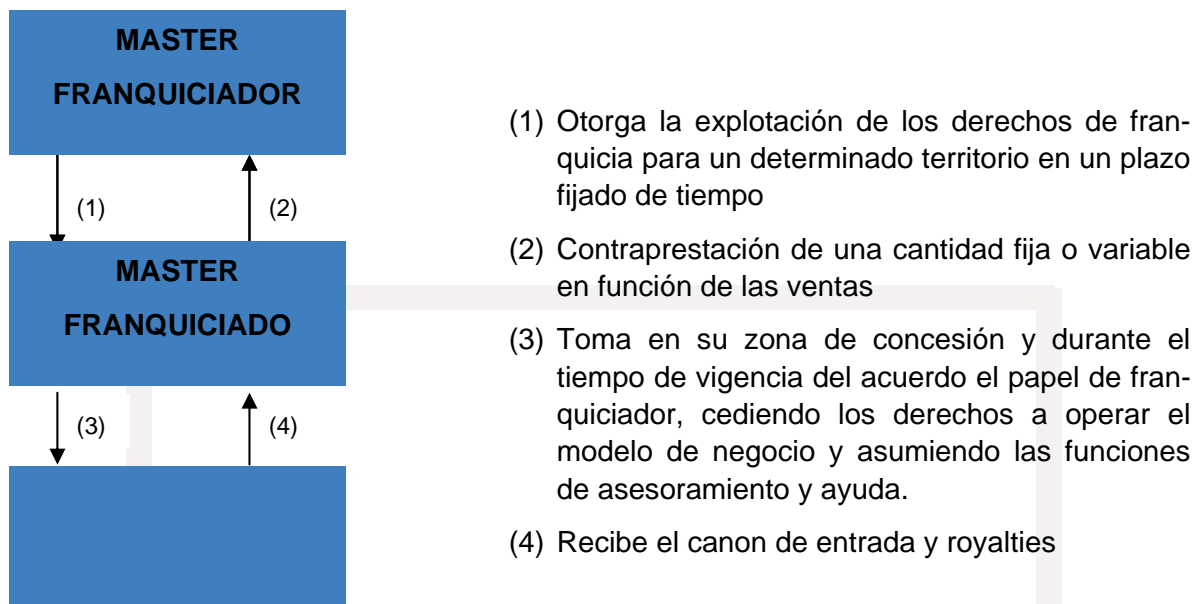 MASTER
FRANQUICIADOR
(1)
(2)
MASTER
FRANQUICIADO
(3)
(4)
(1) Otorga la explotación de los derechos de fran-
quicia para un determinado territorio en un plazo
fijado de tiempo
(2) Contraprestación de una cantidad fija o variable
en función de las ventas
(3) Toma en su zona de concesión y durante el
tiempo de vigencia del acuerdo el papel de fran-
quiciador, cediendo los derechos a operar el
modelo de negocio y asumiendo las funciones
de asesoramiento y ayuda.
(4) Recibe el canon de entrada y royalties